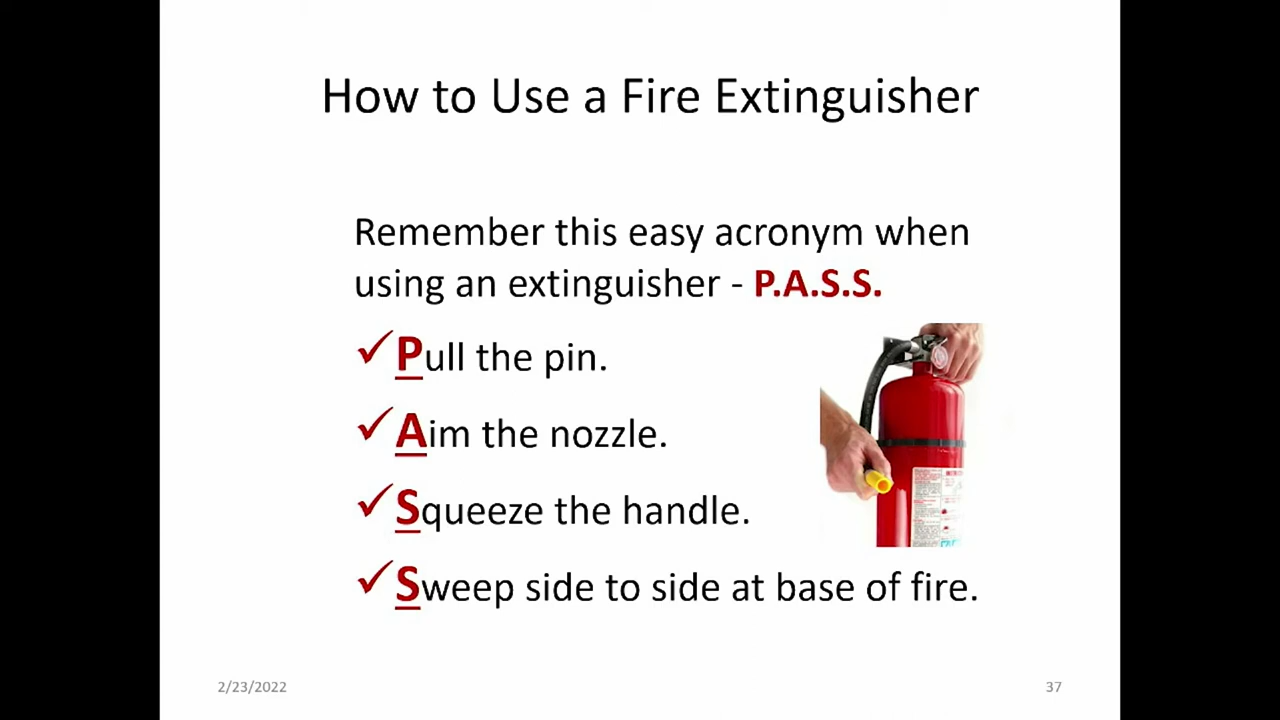 How to Use a Fire Extinguisher
Remember this easy acronym when
using an extinguisher - P.A.S.S.
Pull the pin.
Aim the nozzle.
Squeeze the handle.
Sweep side to side at base of fire.
2/23/2022
37